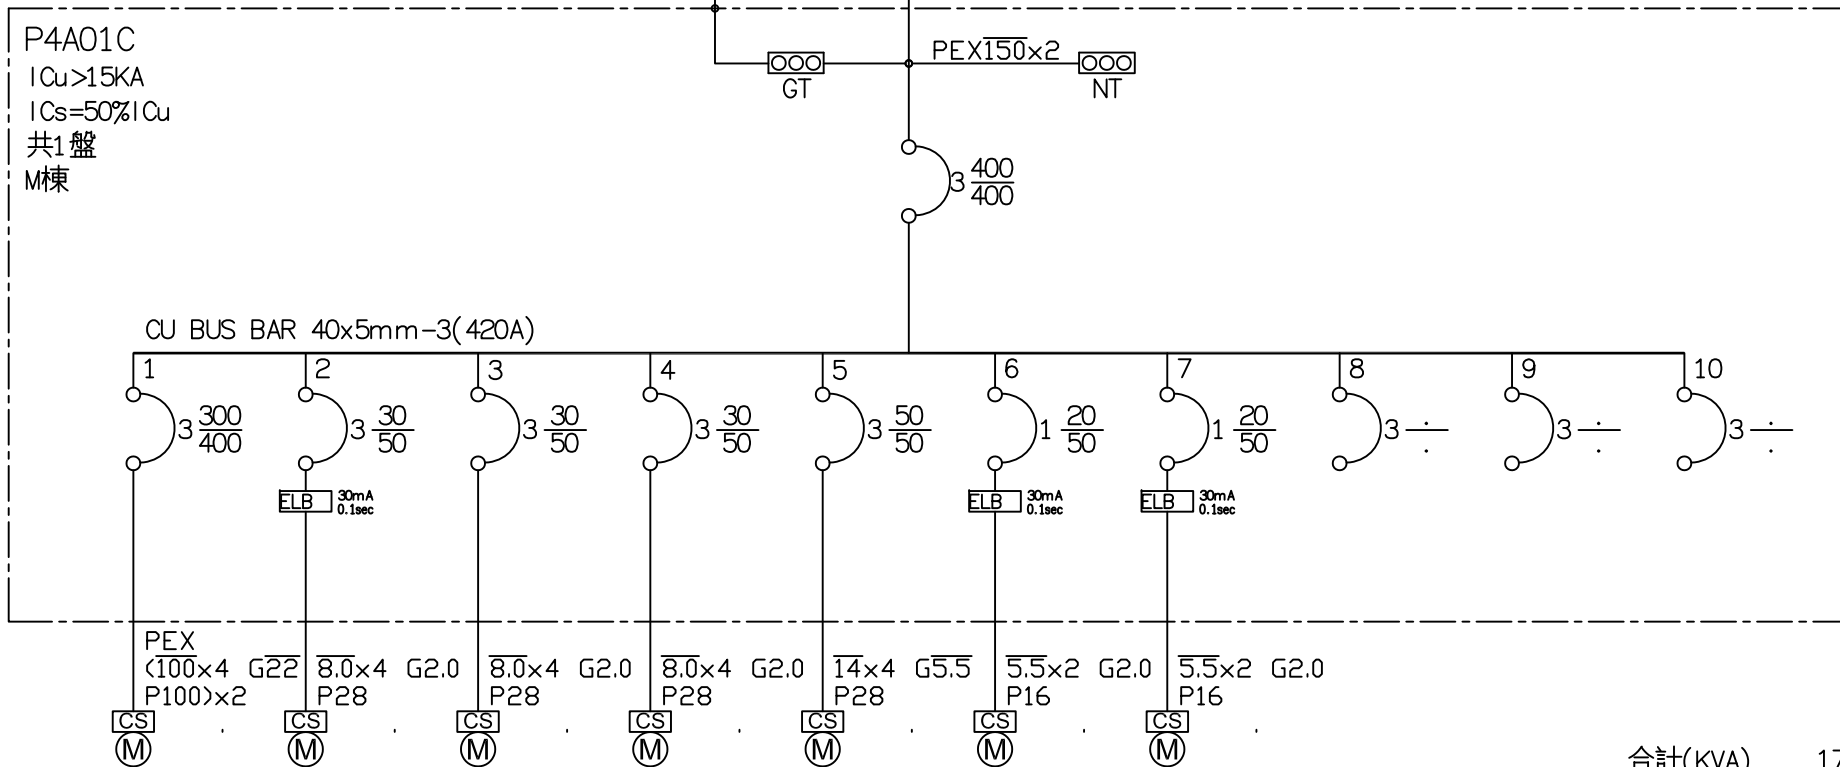 P4A01C
ICu>15KA
ICs=50%ICu
共1盤
M棟
PEX150x2
GT
NT
3 400/400
CU BUS BAR 40x5mm-3(420A)
1 2 3 4 5 6 7 8 9 10
3 300/400 3 30/50 3 30/50 3 30/50 3 50/50 1 20/50 1 20/50 3 3 3
ELB 30mA 0.1sec ELB 30mA 0.1sec ELB 30mA 0.1sec
PEX
(100x4 G22 8.0x4 G2.0 8.0x4 G2.0 8.0x4 G2.0 14x4 G5.5 5.5x2 G2.0 5.5x2 G2.0
P100)x2 P28 P28 P28 P28 P16 P16
CS CS CS CS CS CS CS
M M M M M M M
合計(KVA)